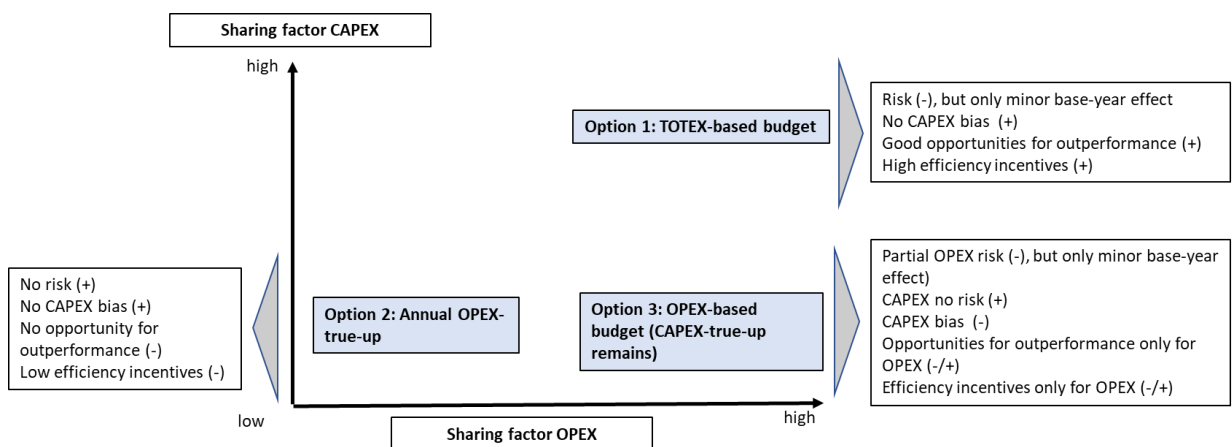 Sharing factor CAPEX
high
Option 1: TOTEX-based budget
Risk (-), but only minor base-year effect
No CAPEX bias  (+)
Good opportunities for outperformance (+)
High efficiency incentives (+)
No risk (+)
No CAPEX bias (+)
No opportunity for
outperformance (-)
Low efficiency incentives (-)
Option 2: Annual OPEX-
true-up
Option 3: OPEX-based
budget (CAPEX-true-up
remains)
Partial OPEX risk (-), but only minor base-year
effect)
CAPEX no risk (+)
CAPEX bias  (-)
Opportunities for outperformance only for
OPEX (-/+)
Efficiency incentives only for OPEX (-/+)
low
high
Sharing factor OPEX